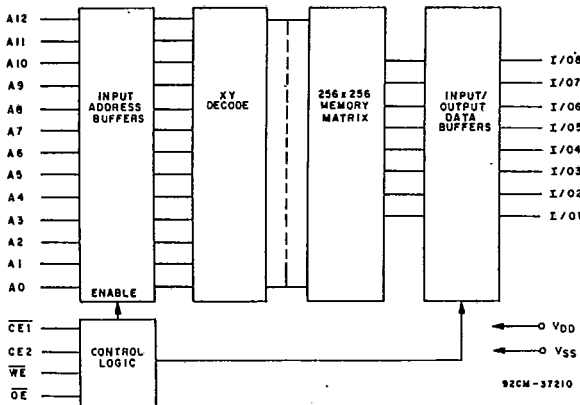 A12
A11
A10
A9
A8
A7
A6
A5
A4
A3
A2
A1
A0
INPUT
ADDRESS
BUFFERS
ENABLE
XY
DECODE
256 x 256
MEMORY
MATRIX
INPUT/
OUTPUT
DATA
BUFFERS
I/O8
I/O7
I/O6
I/O5
I/O4
I/O3
I/O2
I/O1
CE1
CE2
WE
OE
CONTROL
LOGIC
VDD
VSS
92CM-37210